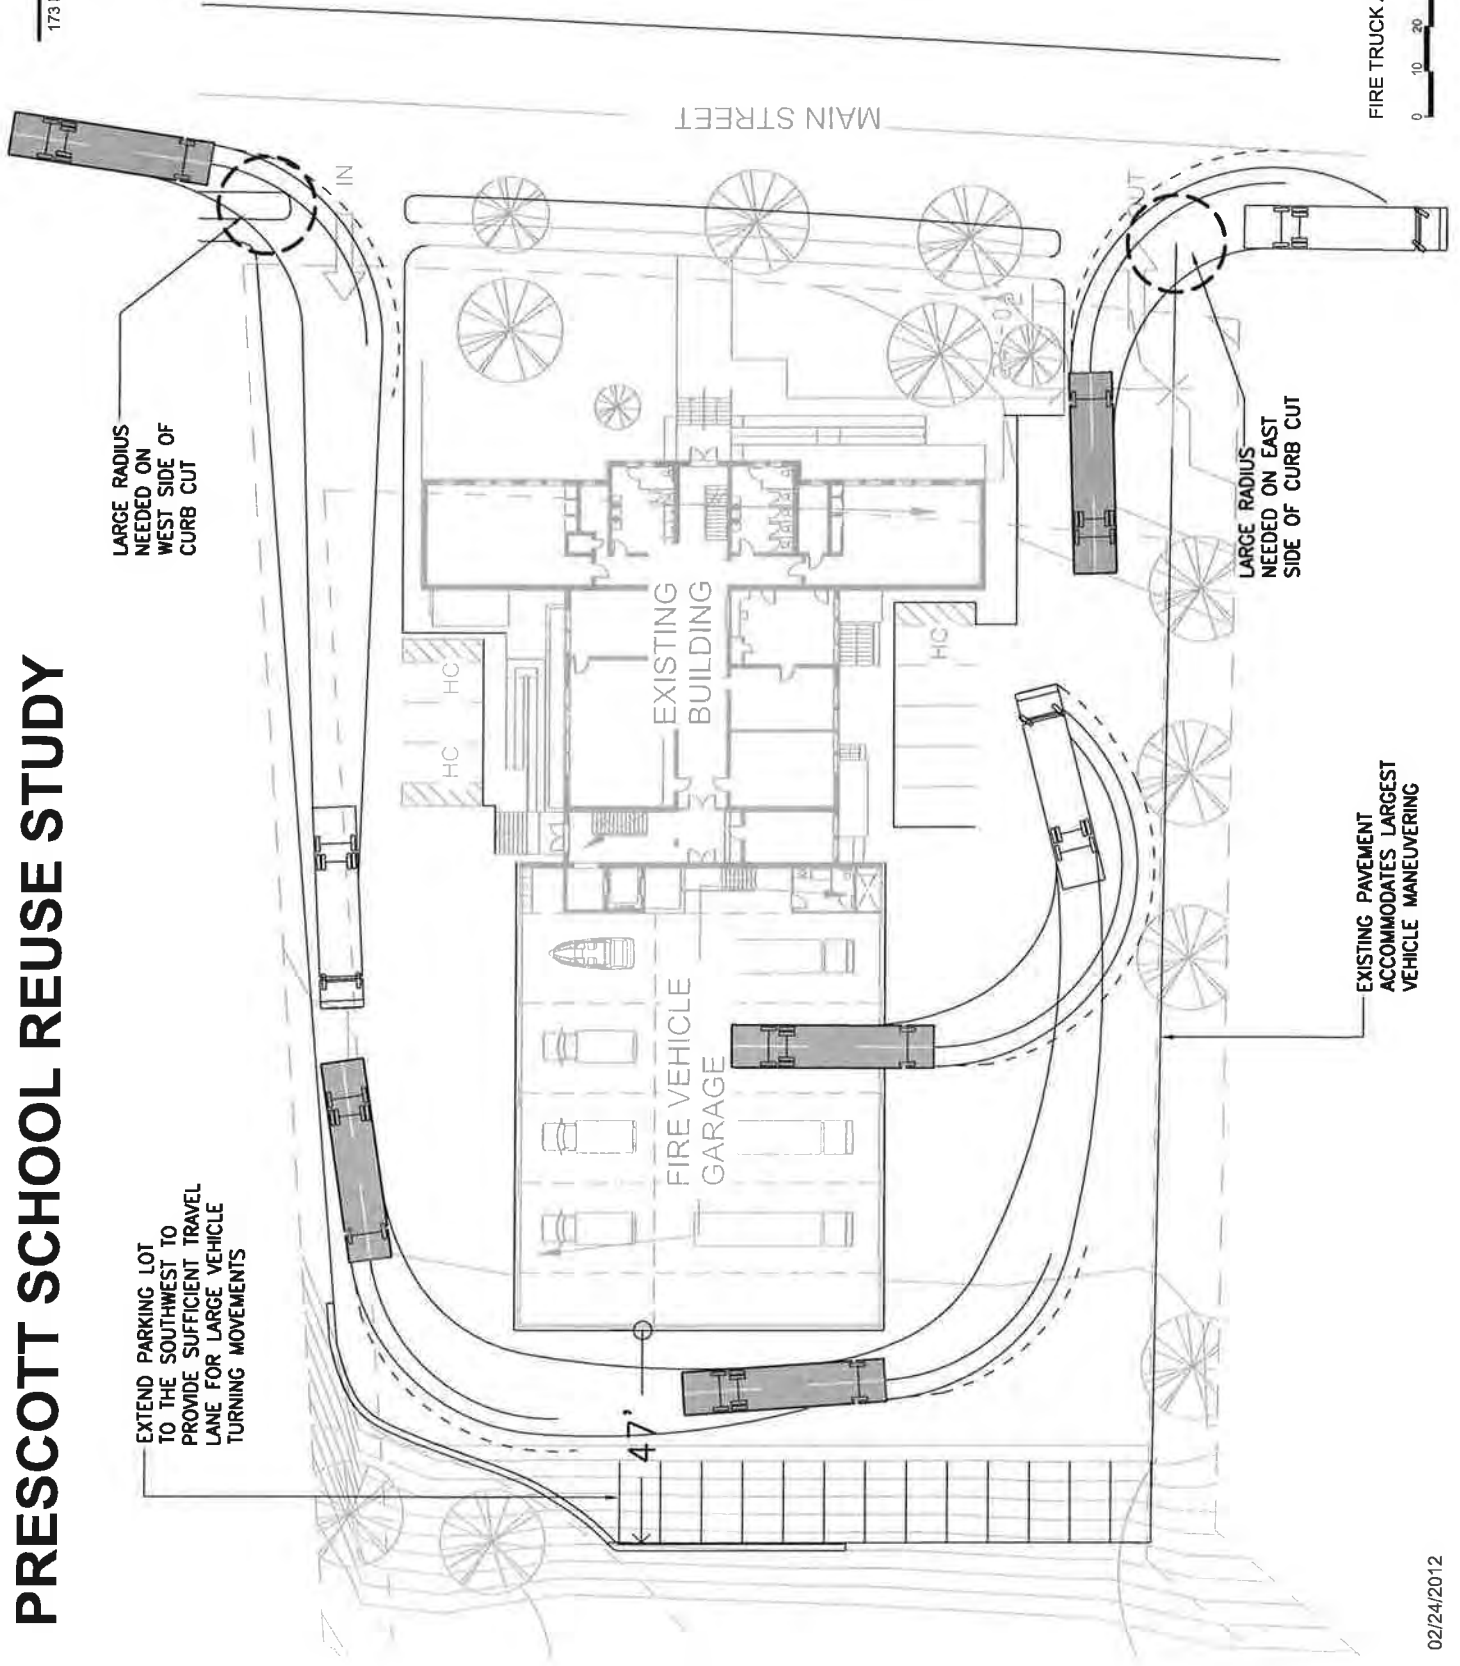 PRESCOTT SCHOOL REUSE STUDY
173
LARGE RADIUS
NEEDED ON
WEST SIDE OF
CURB CUT
IN
MAIN STREET
EXTEND PARKING LOT
TO THE SOUTHWEST TO
PROVIDE SUFFICIENT TRAVEL
LANE FOR LARGE VEHICLE
TURNING MOVEMENTS
HC
HC
EXISTING
BUILDING
FIRE VEHICLE
GARAGE
HC
47'
LARGE RADIUS
NEEDED ON EAST
SIDE OF CURB CUT
EXISTING PAVEMENT
ACCOMMODATES LARGEST
VEHICLE MANEUVERING
FIRE TRUCK
0 10 20
02/24/2012